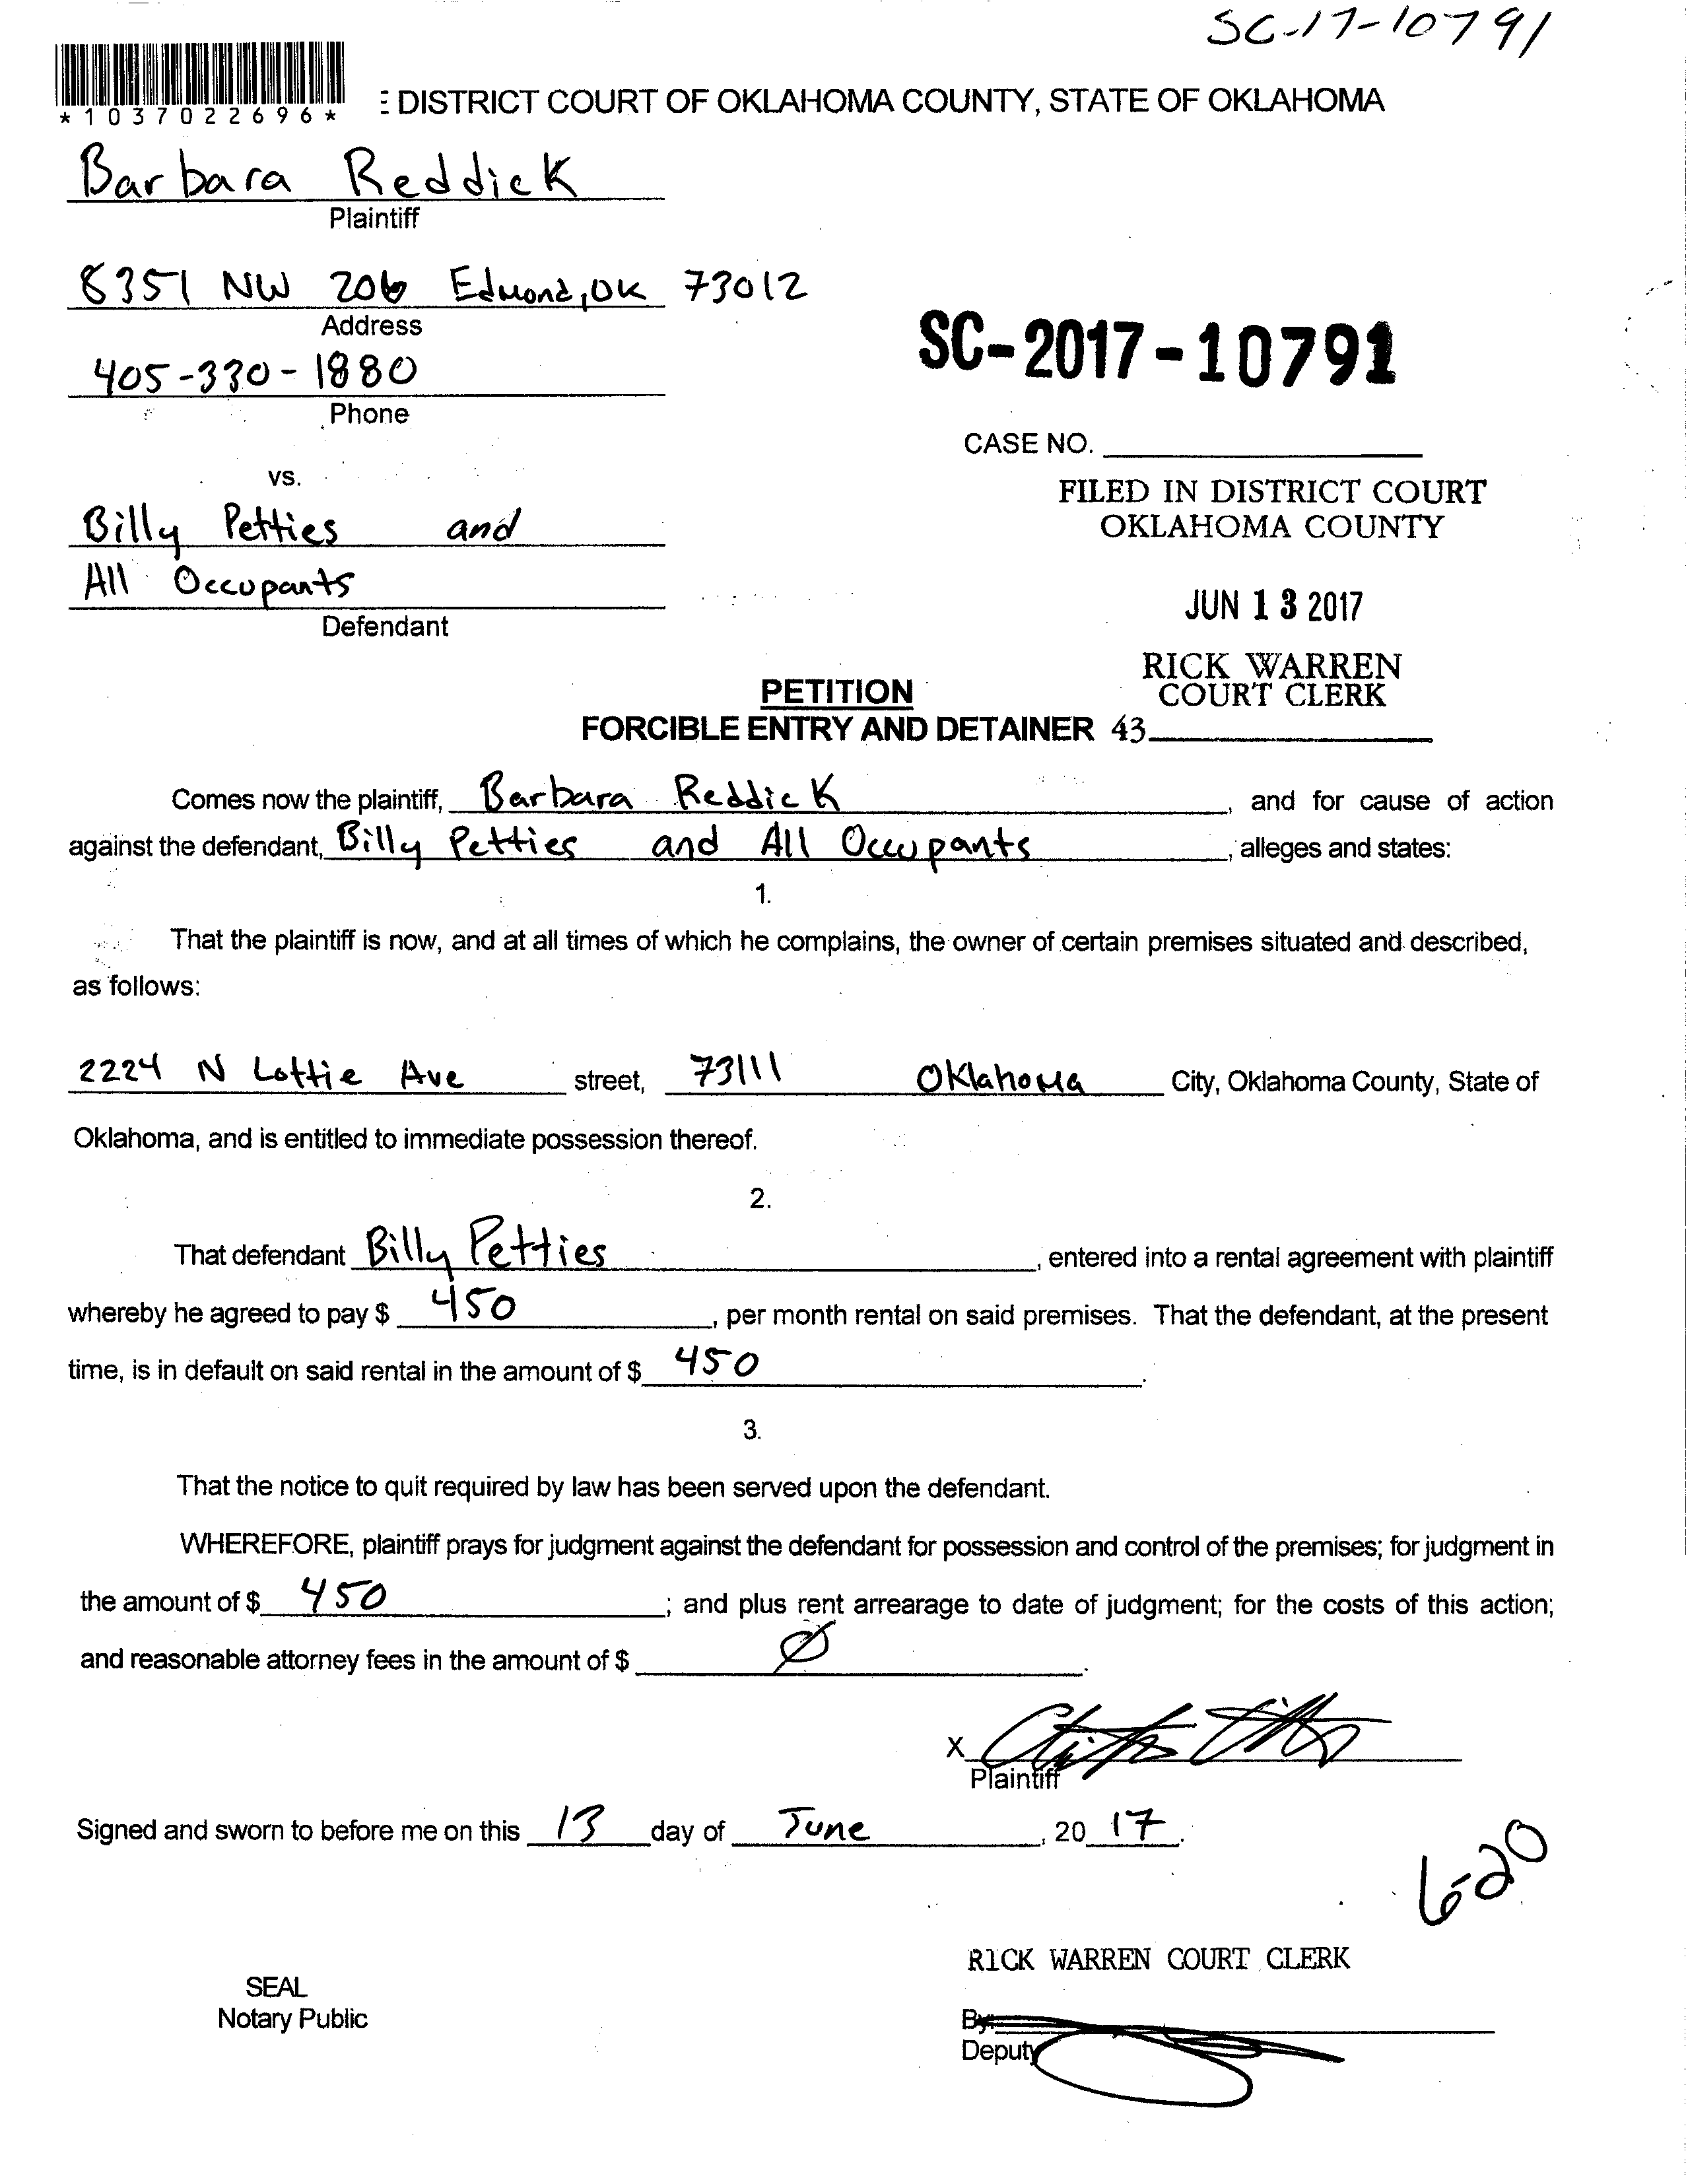 SC-17-10791
*1037022696*
DISTRICT COURT OF OKLAHOMA COUNTY, STATE OF OKLAHOMA
Barbara Reddick
Plaintiff
8351 NW 206 Edmond, OK 73012
Address
405-330-1880
Phone
SC-2017-10791
CASE NO.
vs.
FILED IN DISTRICT COURT
OKLAHOMA COUNTY
Billy Petties and
All Occupants
Defendant
JUN 13 2017
RICK WARREN
COURT CLERK
PETITION
FORCIBLE ENTRY AND DETAINER 43
Comes now the plaintiff, Barbara Reddick, and for cause of action
against the defendant, Billy Petties and All Occupants, alleges and states:
1.
That the plaintiff is now, and at all times of which he complains, the owner of certain premises situated and described,
as follows:
2224 N Lottie Ave street, 73111 Oklahoma City, Oklahoma County, State of
Oklahoma, and is entitled to immediate possession thereof.
2.
That defendant Billy Petties, entered into a rental agreement with plaintiff
whereby he agreed to pay $ 450, per month rental on said premises. That the defendant, at the present
time, is in default on said rental in the amount of $ 450.
3.
That the notice to quit required by law has been served upon the defendant.
WHEREFORE, plaintiff prays for judgment against the defendant for possession and control of the premises; for judgment in
the amount of $ 450; and plus rent arrearage to date of judgment; for the costs of this action;
and reasonable attorney fees in the amount of $ Ø.
X
Plaintiff
Signed and sworn to before me on this 13 day of June, 20 17.
6-20
RICK WARREN COURT CLERK
SEAL
Notary Public
By:
Deputy